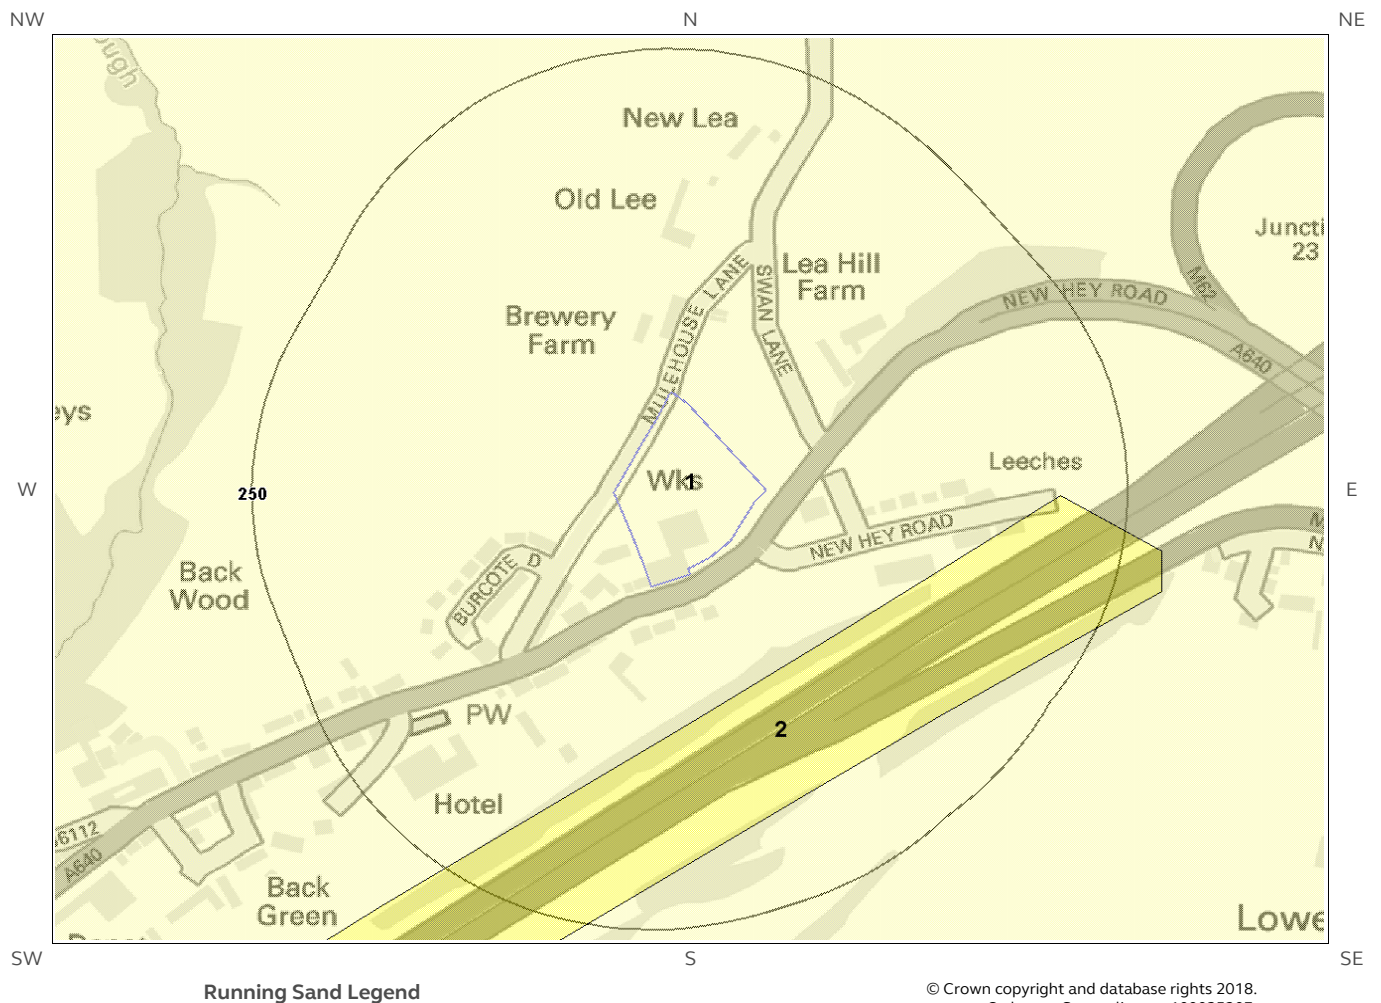 NW
N
NE
ough
New Lea
Old Lee
Juncti
23
MULEHOUSE LANE
SWAN LANE
Lea Hill
Farm
NEW HEY ROAD
M62
Brewery
Farm
A640
eys
Leeches
W
250
Wks
1
E
NEW HEY ROAD
BURCOTE D
Back
Wood
PW
2
Hotel
6112
A640
Back
Green
Lowe
SW
S
SE
Running Sand Legend
© Crown copyright and database rights 2018.